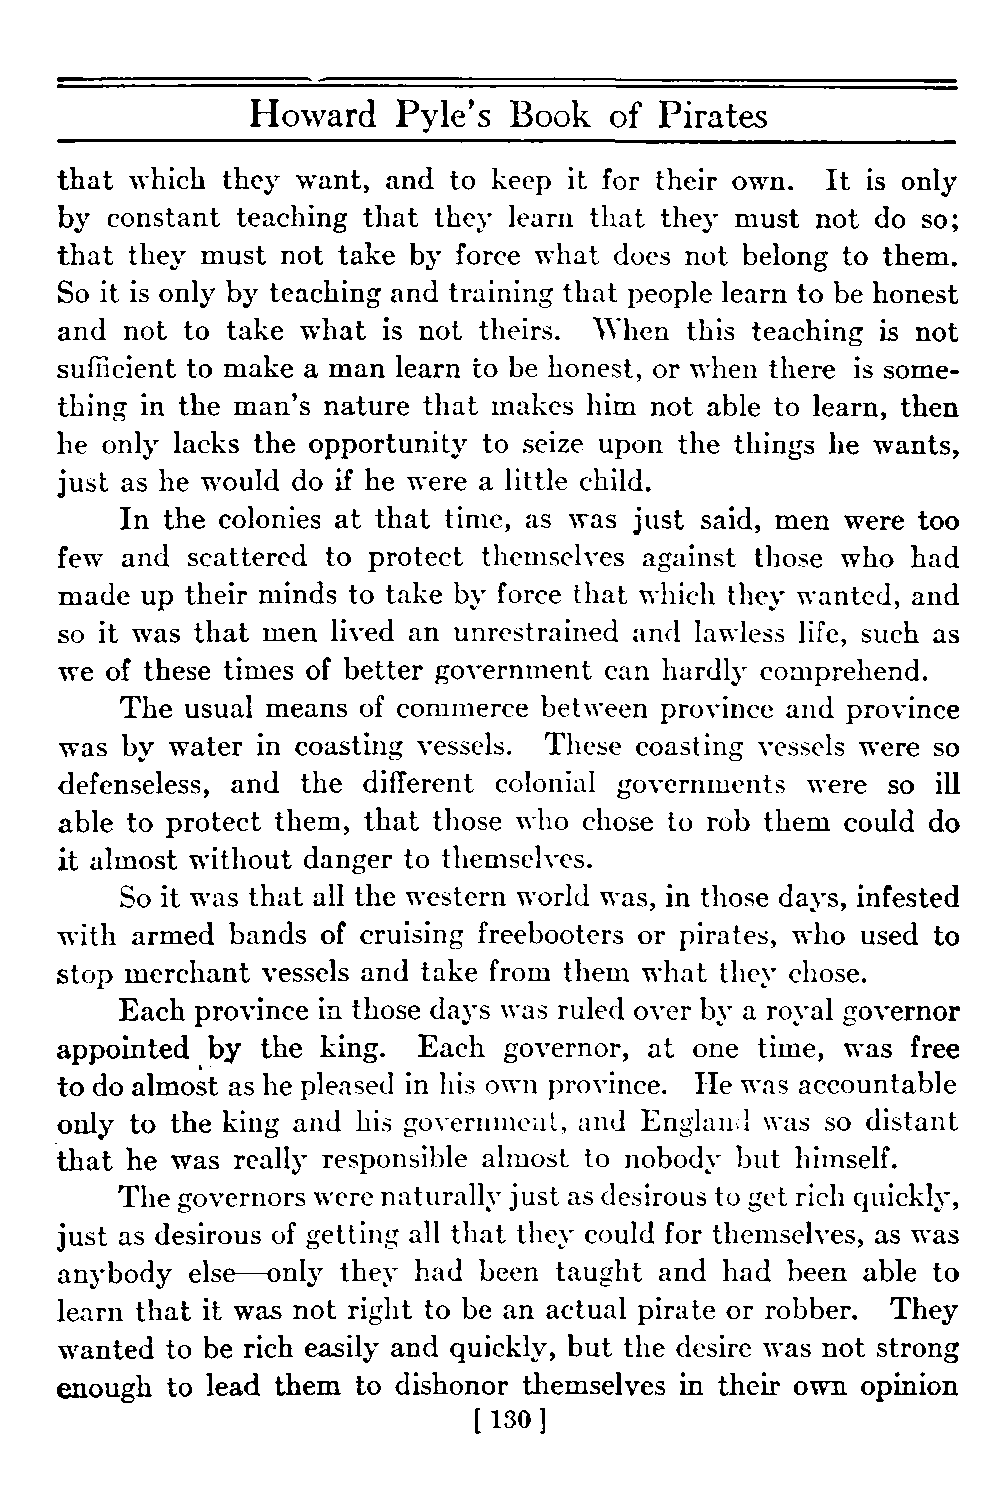 Howard Pyle's Book of Pirates
that which they want, and to keep it for their own. It is only
by constant teaching that they learn that they must not do so;
that they must not take by force what does not belong to them.
So it is only by teaching and training that people learn to be honest
and not to take what is not theirs. When this teaching is not
sufficient to make a man learn to be honest, or when there is some-
thing in the man's nature that makes him not able to learn, then
he only lacks the opportunity to seize upon the things he wants,
just as he would do if he were a little child.
In the colonies at that time, as was just said, men were too
few and scattered to protect themselves against those who had
made up their minds to take by force that which they wanted, and
so it was that men lived an unrestrained and lawless life, such as
we of these times of better government can hardly comprehend.
The usual means of commerce between province and province
was by water in coasting vessels. These coasting vessels were so
defenseless, and the different colonial governments were so ill
able to protect them, that those who chose to rob them could do
it almost without danger to themselves.
So it was that all the western world was, in those days, infested
with armed bands of cruising freebooters or pirates, who used to
stop merchant vessels and take from them what they chose.
Each province in those days was ruled over by a royal governor
appointed by the king. Each governor, at one time, was free
to do almost as he pleased in his own province. He was accountable
only to the king and his government, and England was so distant
that he was really responsible almost to nobody but himself.
The governors were naturally just as desirous to get rich quickly,
just as desirous of getting all that they could for themselves, as was
anybody else—only they had been taught and had been able to
learn that it was not right to be an actual pirate or robber. They
wanted to be rich easily and quickly, but the desire was not strong
enough to lead them to dishonor themselves in their own opinion
[ 130 ]